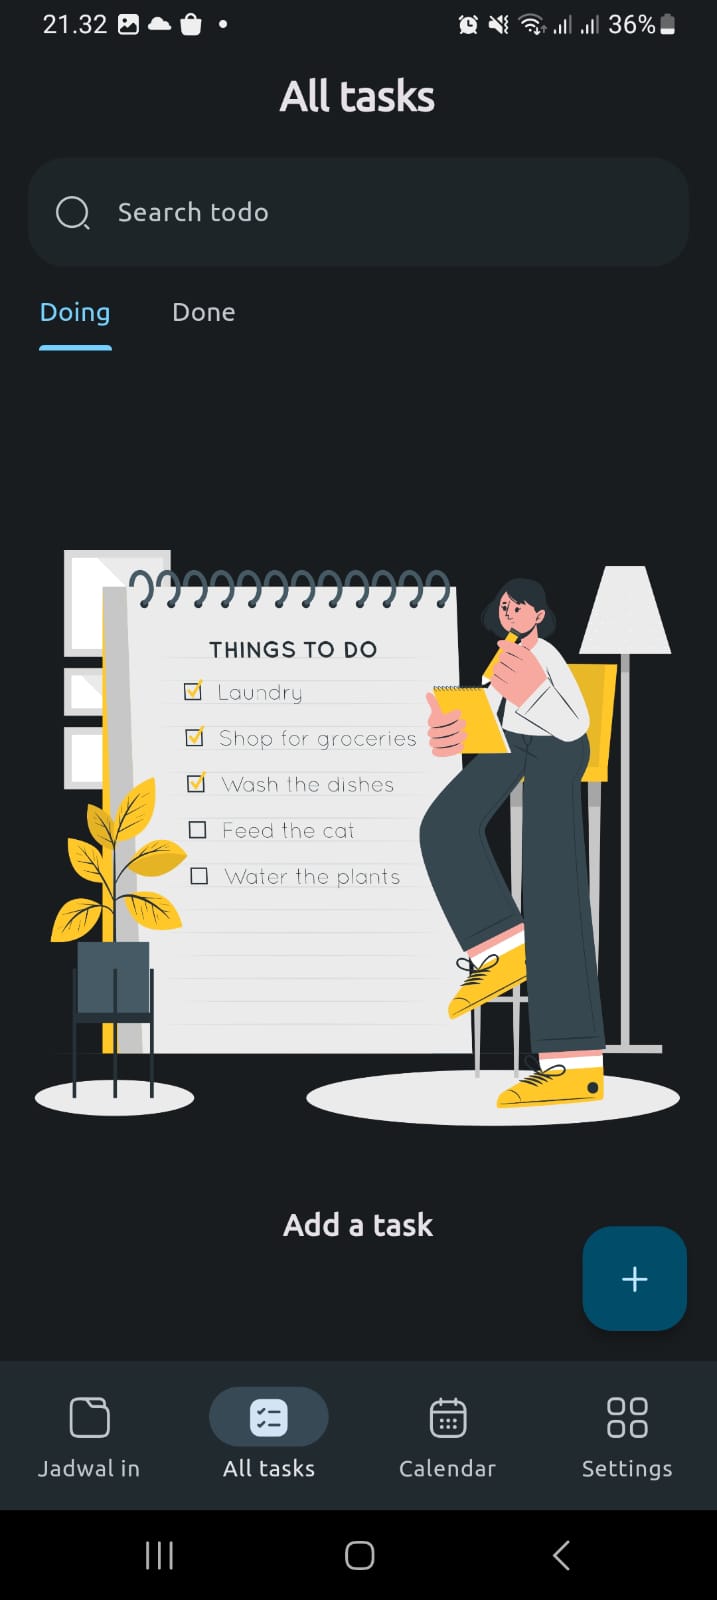 21.32 36%
All tasks
Search todo
Doing Done
THINGS TO DO
Laundry
Shop for groceries
Wash the dishes
Feed the cat
Water the plants
Add a task
Jadwal in All tasks Calendar Settings